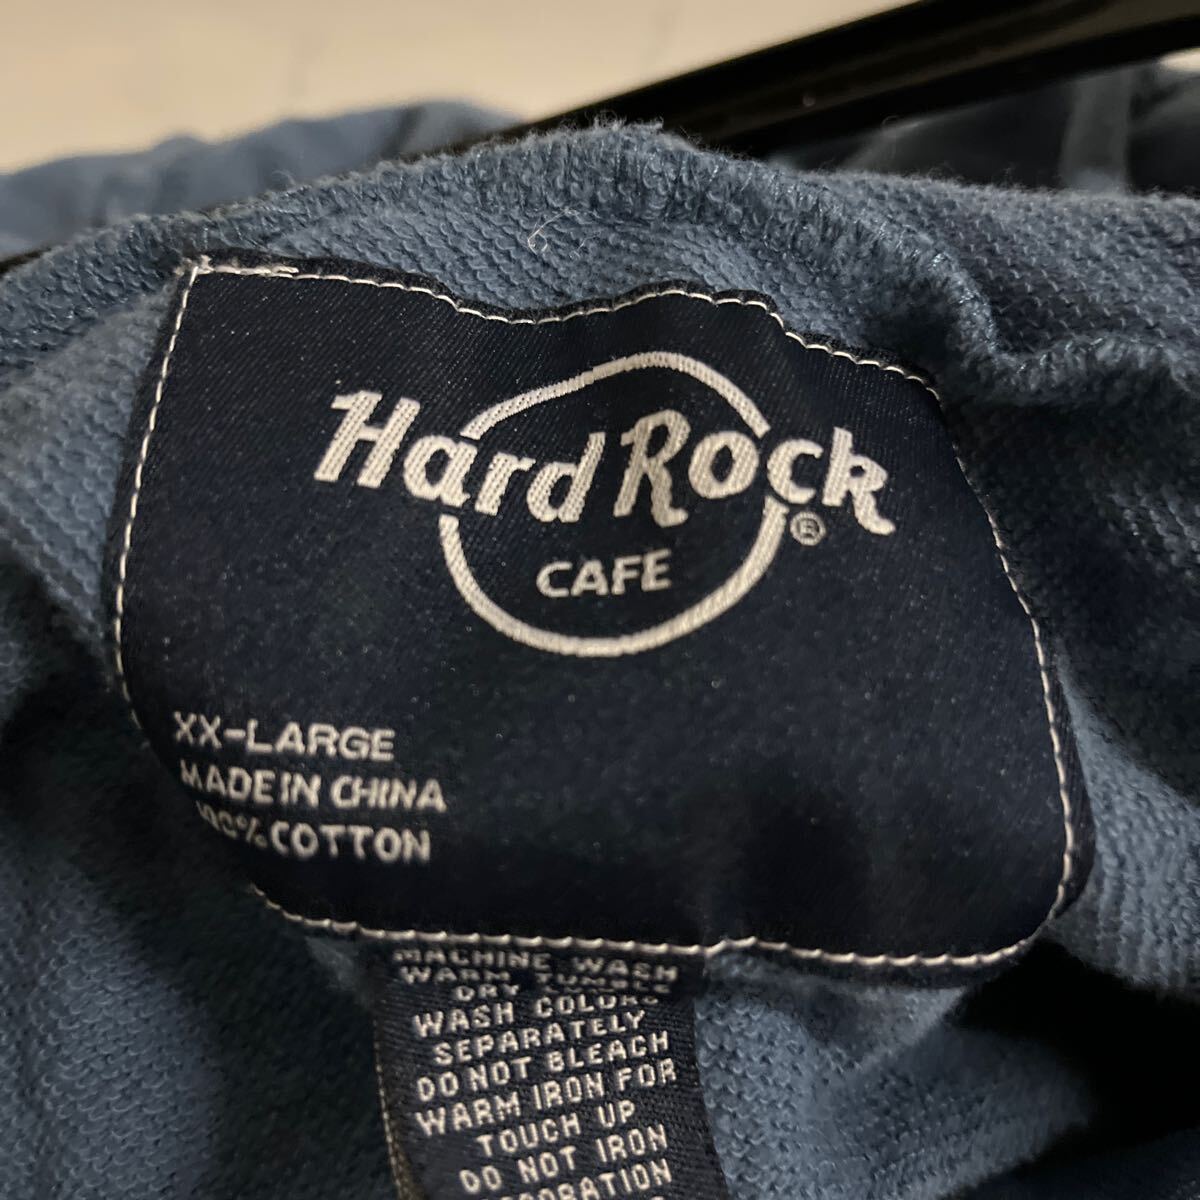 Hard Rock
®
CAFE
XX-LARGE
MADE IN CHINA
100% COTTON
MACHINE WASH
WARM TUMBLE
DRY
WASH COLORS
SEPARATELY
DO NOT BLEACH
WARM IRON FOR
TOUCH UP
DO NOT IRON